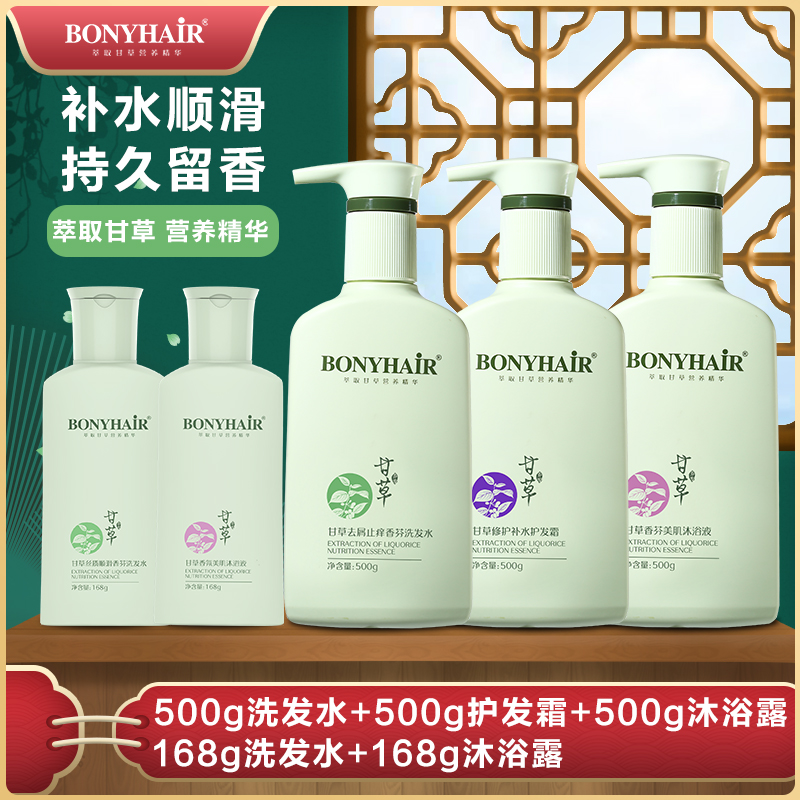 BONYHAIR®
萃取甘草营养精华
补水顺滑
持久留香
萃取甘草 营养精华
BONYHAIR®
萃取甘草营养精华
甘草
甘草丝质顺滑香芬洗发水
EXTRACTION OF LIQUORICE
NUTRITION ESSENCE
净含量:168g
BONYHAIR®
萃取甘草营养精华
甘草
甘草香氛美肌沐浴液
EXTRACTION OF LIQUORICE
NUTRITION ESSENCE
净含量:168g
BONYHAIR®
萃取甘草营养精华
甘草
甘草去屑止痒香芬洗发水
EXTRACTION OF LIQUORICE
NUTRITION ESSENCE
净含量:500g
BONYHAIR®
萃取甘草营养精华
甘草
甘草修护补水护发霜
EXTRACTION OF LIQUORICE
NUTRITION ESSENCE
净含量:500g
BONYHAIR®
萃取甘草营养精华
甘草
甘草香芬美肌沐浴液
EXTRACTION OF LIQUORICE
NUTRITION ESSENCE
净含量:500g
500g洗发水+500g护发霜+500g沐浴露
168g洗发水+168g沐浴露